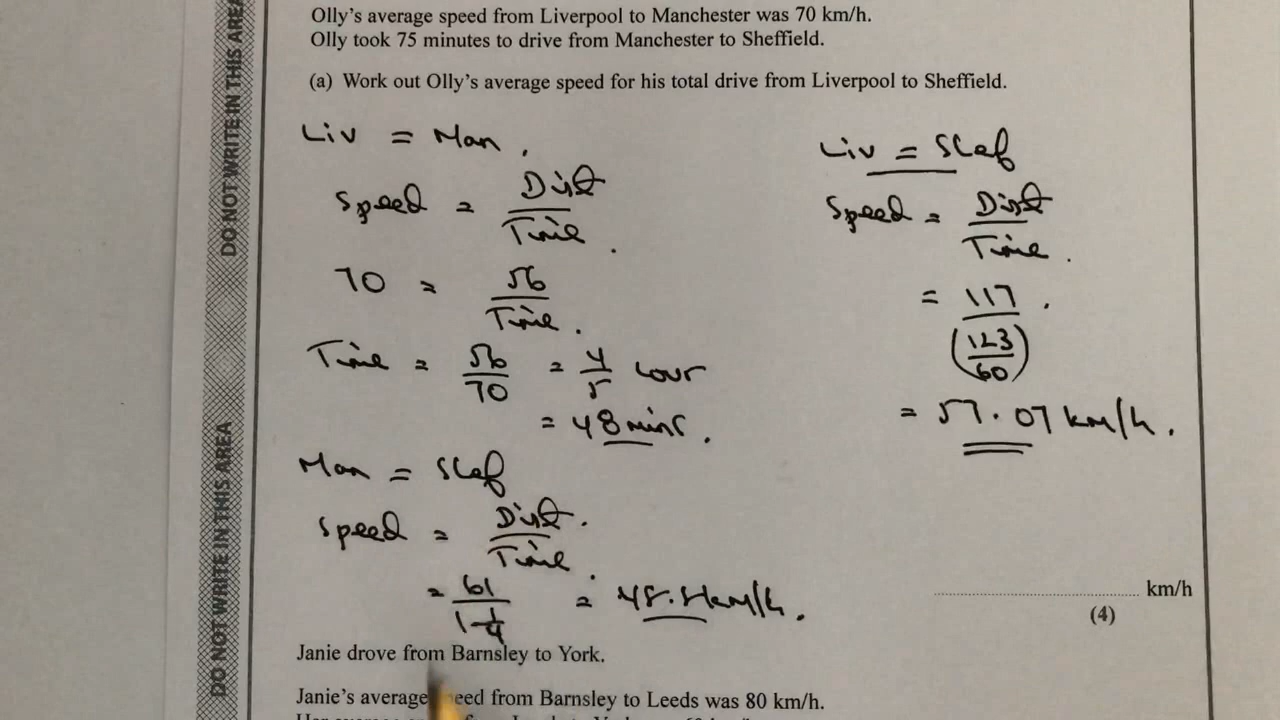 Olly's average speed from Liverpool to Manchester was 70 km/h.
Olly took 75 minutes to drive from Manchester to Sheffield.
(a) Work out Olly's average speed for his total drive from Liverpool to Sheffield.
Liv = Man.
Speed = Dist / Time.
70 = 56 / Time.
Time = 56/70 = 4/5 hour
= 48 mins.
Man = Shef
Speed = Dist. / Time.
= 61 / 1 1/4 = 48.8 km/h.
Liv = Shef
Speed = Dist / Time.
= 117 / (123/60).
= 57.07 km/h.
km/h
(4)
Janie drove from Barnsley to York.
Janie's average speed from Barnsley to Leeds was 80 km/h.
DO NOT WRITE IN THIS AREA
DO NOT WRITE IN THIS AREA